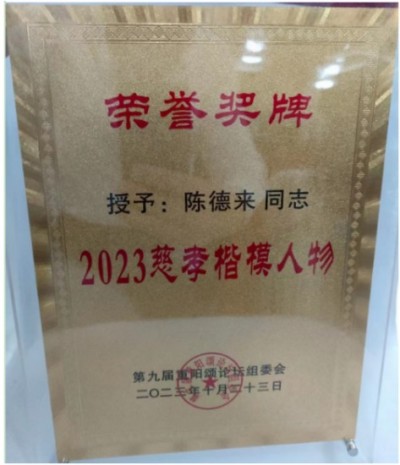 荣誉奖牌
授予：陈德来 同志
2023慈孝楷模人物
第九届重阳颂论坛组委会
二〇二三年十月二十三日